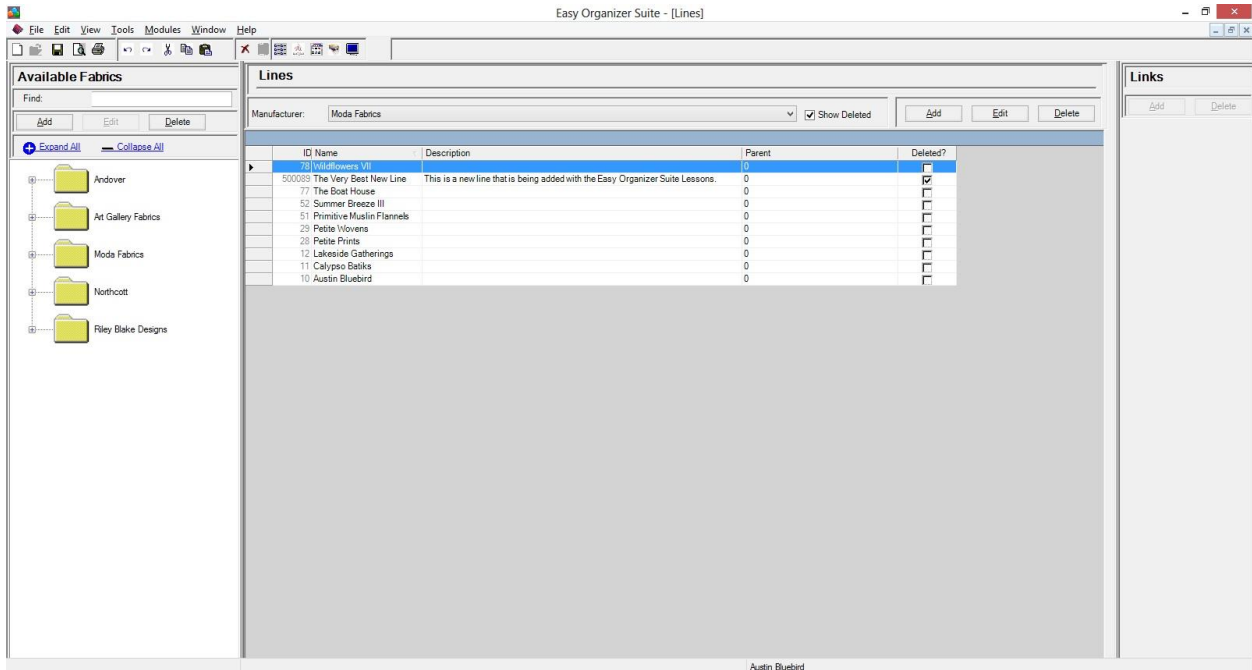 Easy Organizer Suite - [Lines]
File Edit View Tools Modules Window Help
Available Fabrics
Find:
Add Edit Delete
Expand All Collapse All
Andover
Art Gallery Fabrics
Moda Fabrics
Northcott
Riley Blake Designs
Lines
Manufacturer: Moda Fabrics Show Deleted Add Edit Delete
ID Name Description Parent Deleted?
78 Wildflowers VII 0
500089 The Very Best New Line This is a new line that is being added with the Easy Organizer Suite Lessons. 0
77 The Boat House 0
52 Summer Breeze III 0
51 Primitive Muslin Flannels 0
29 Petite Wovens 0
28 Petite Prints 0
12 Lakeside Gatherings 0
11 Calypso Batiks 0
10 Austin Bluebird 0
Links
Add Delete
Austin Bluebird